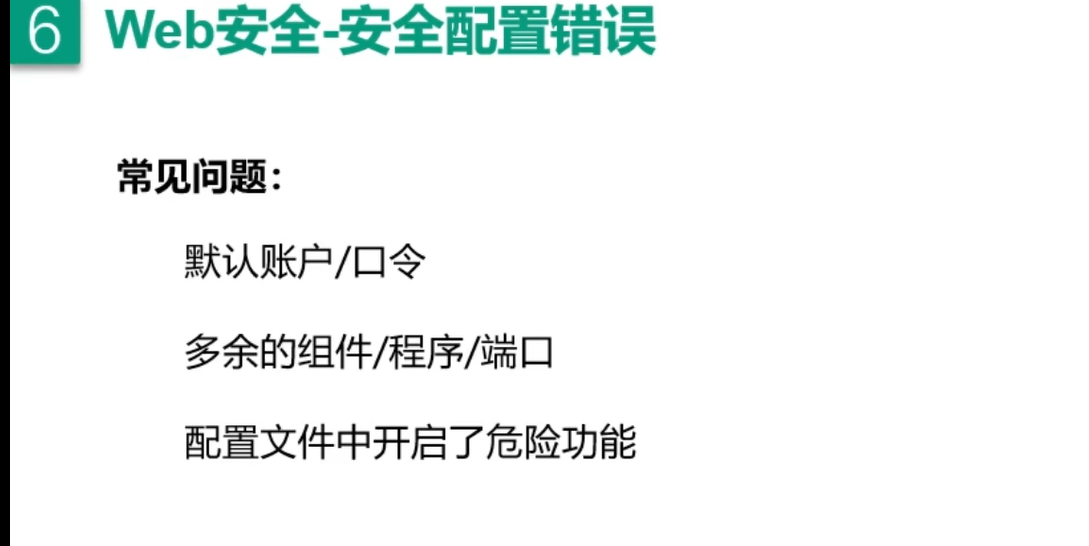 6 Web安全-安全配置错误
常见问题：
默认账户/口令
多余的组件/程序/端口
配置文件中开启了危险功能